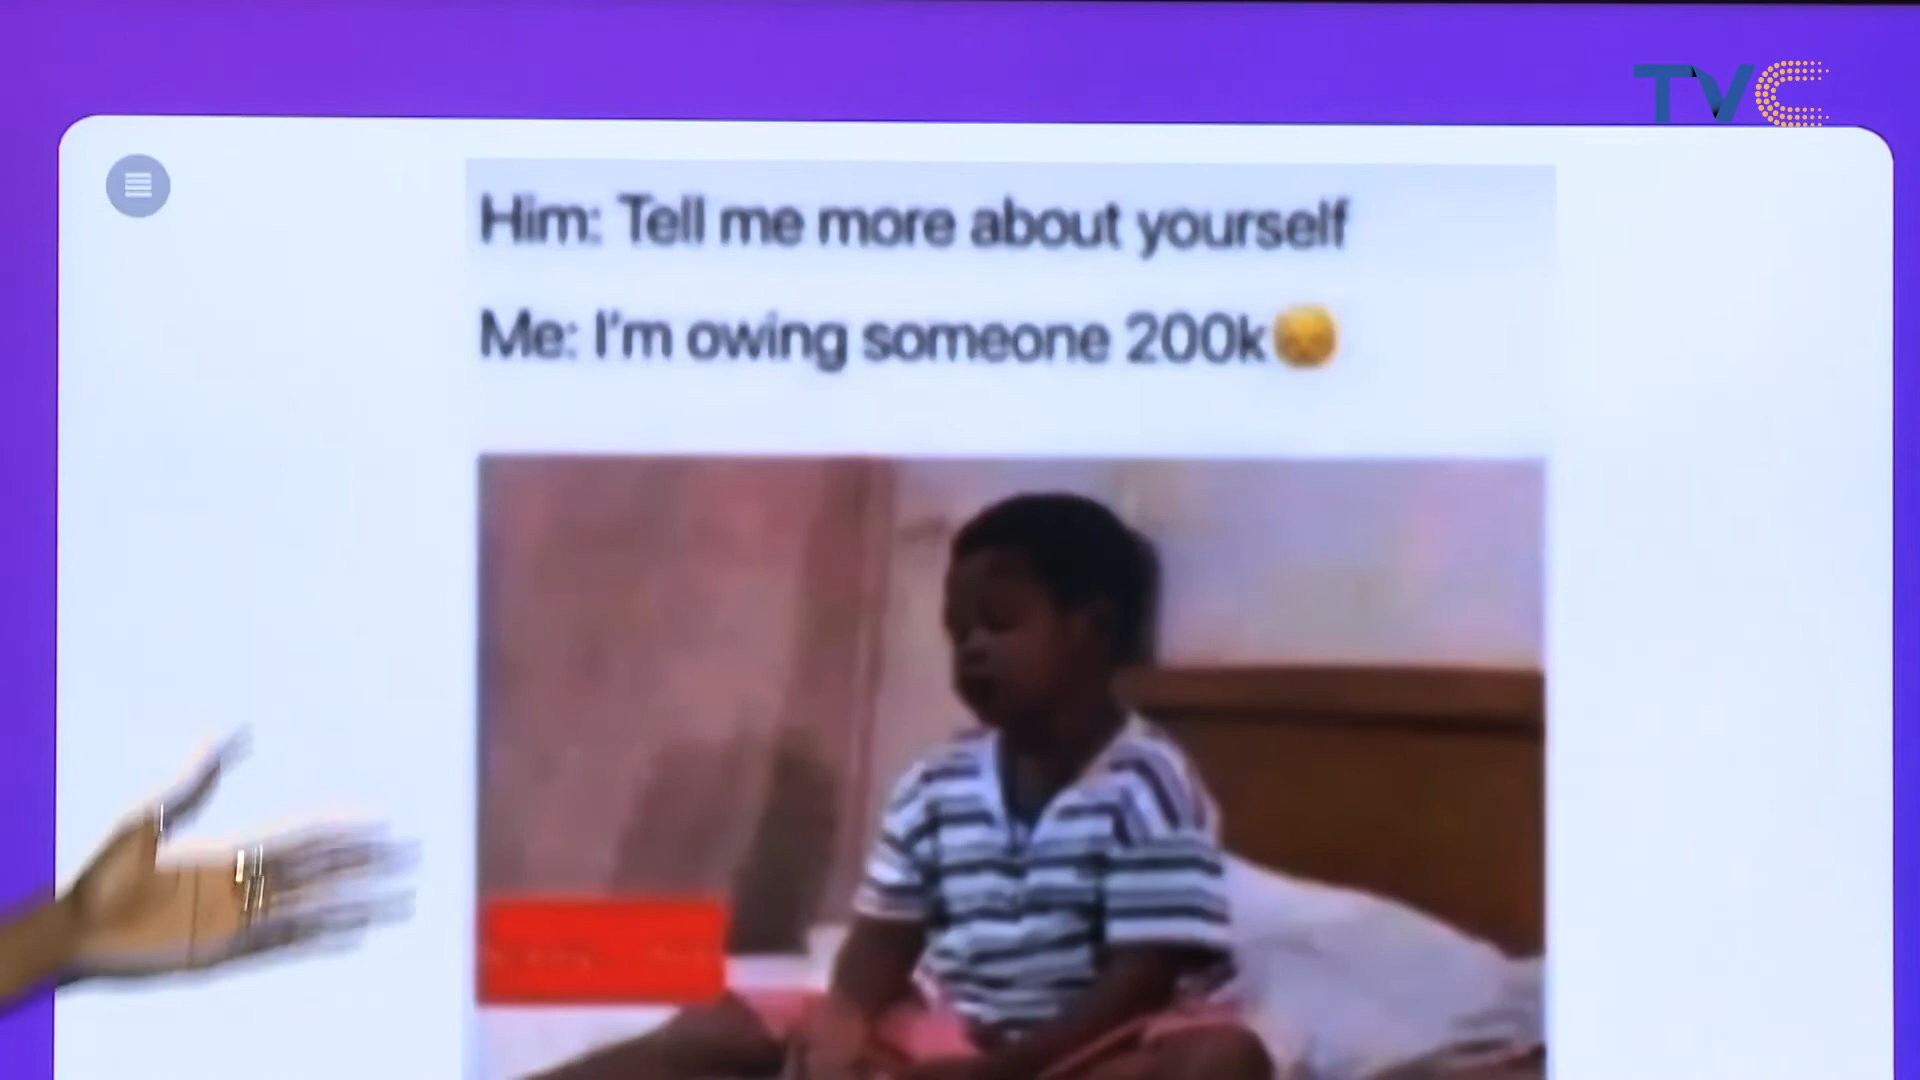 TVC
Him: Tell me more about yourself
Me: I'm owing someone 200k😣